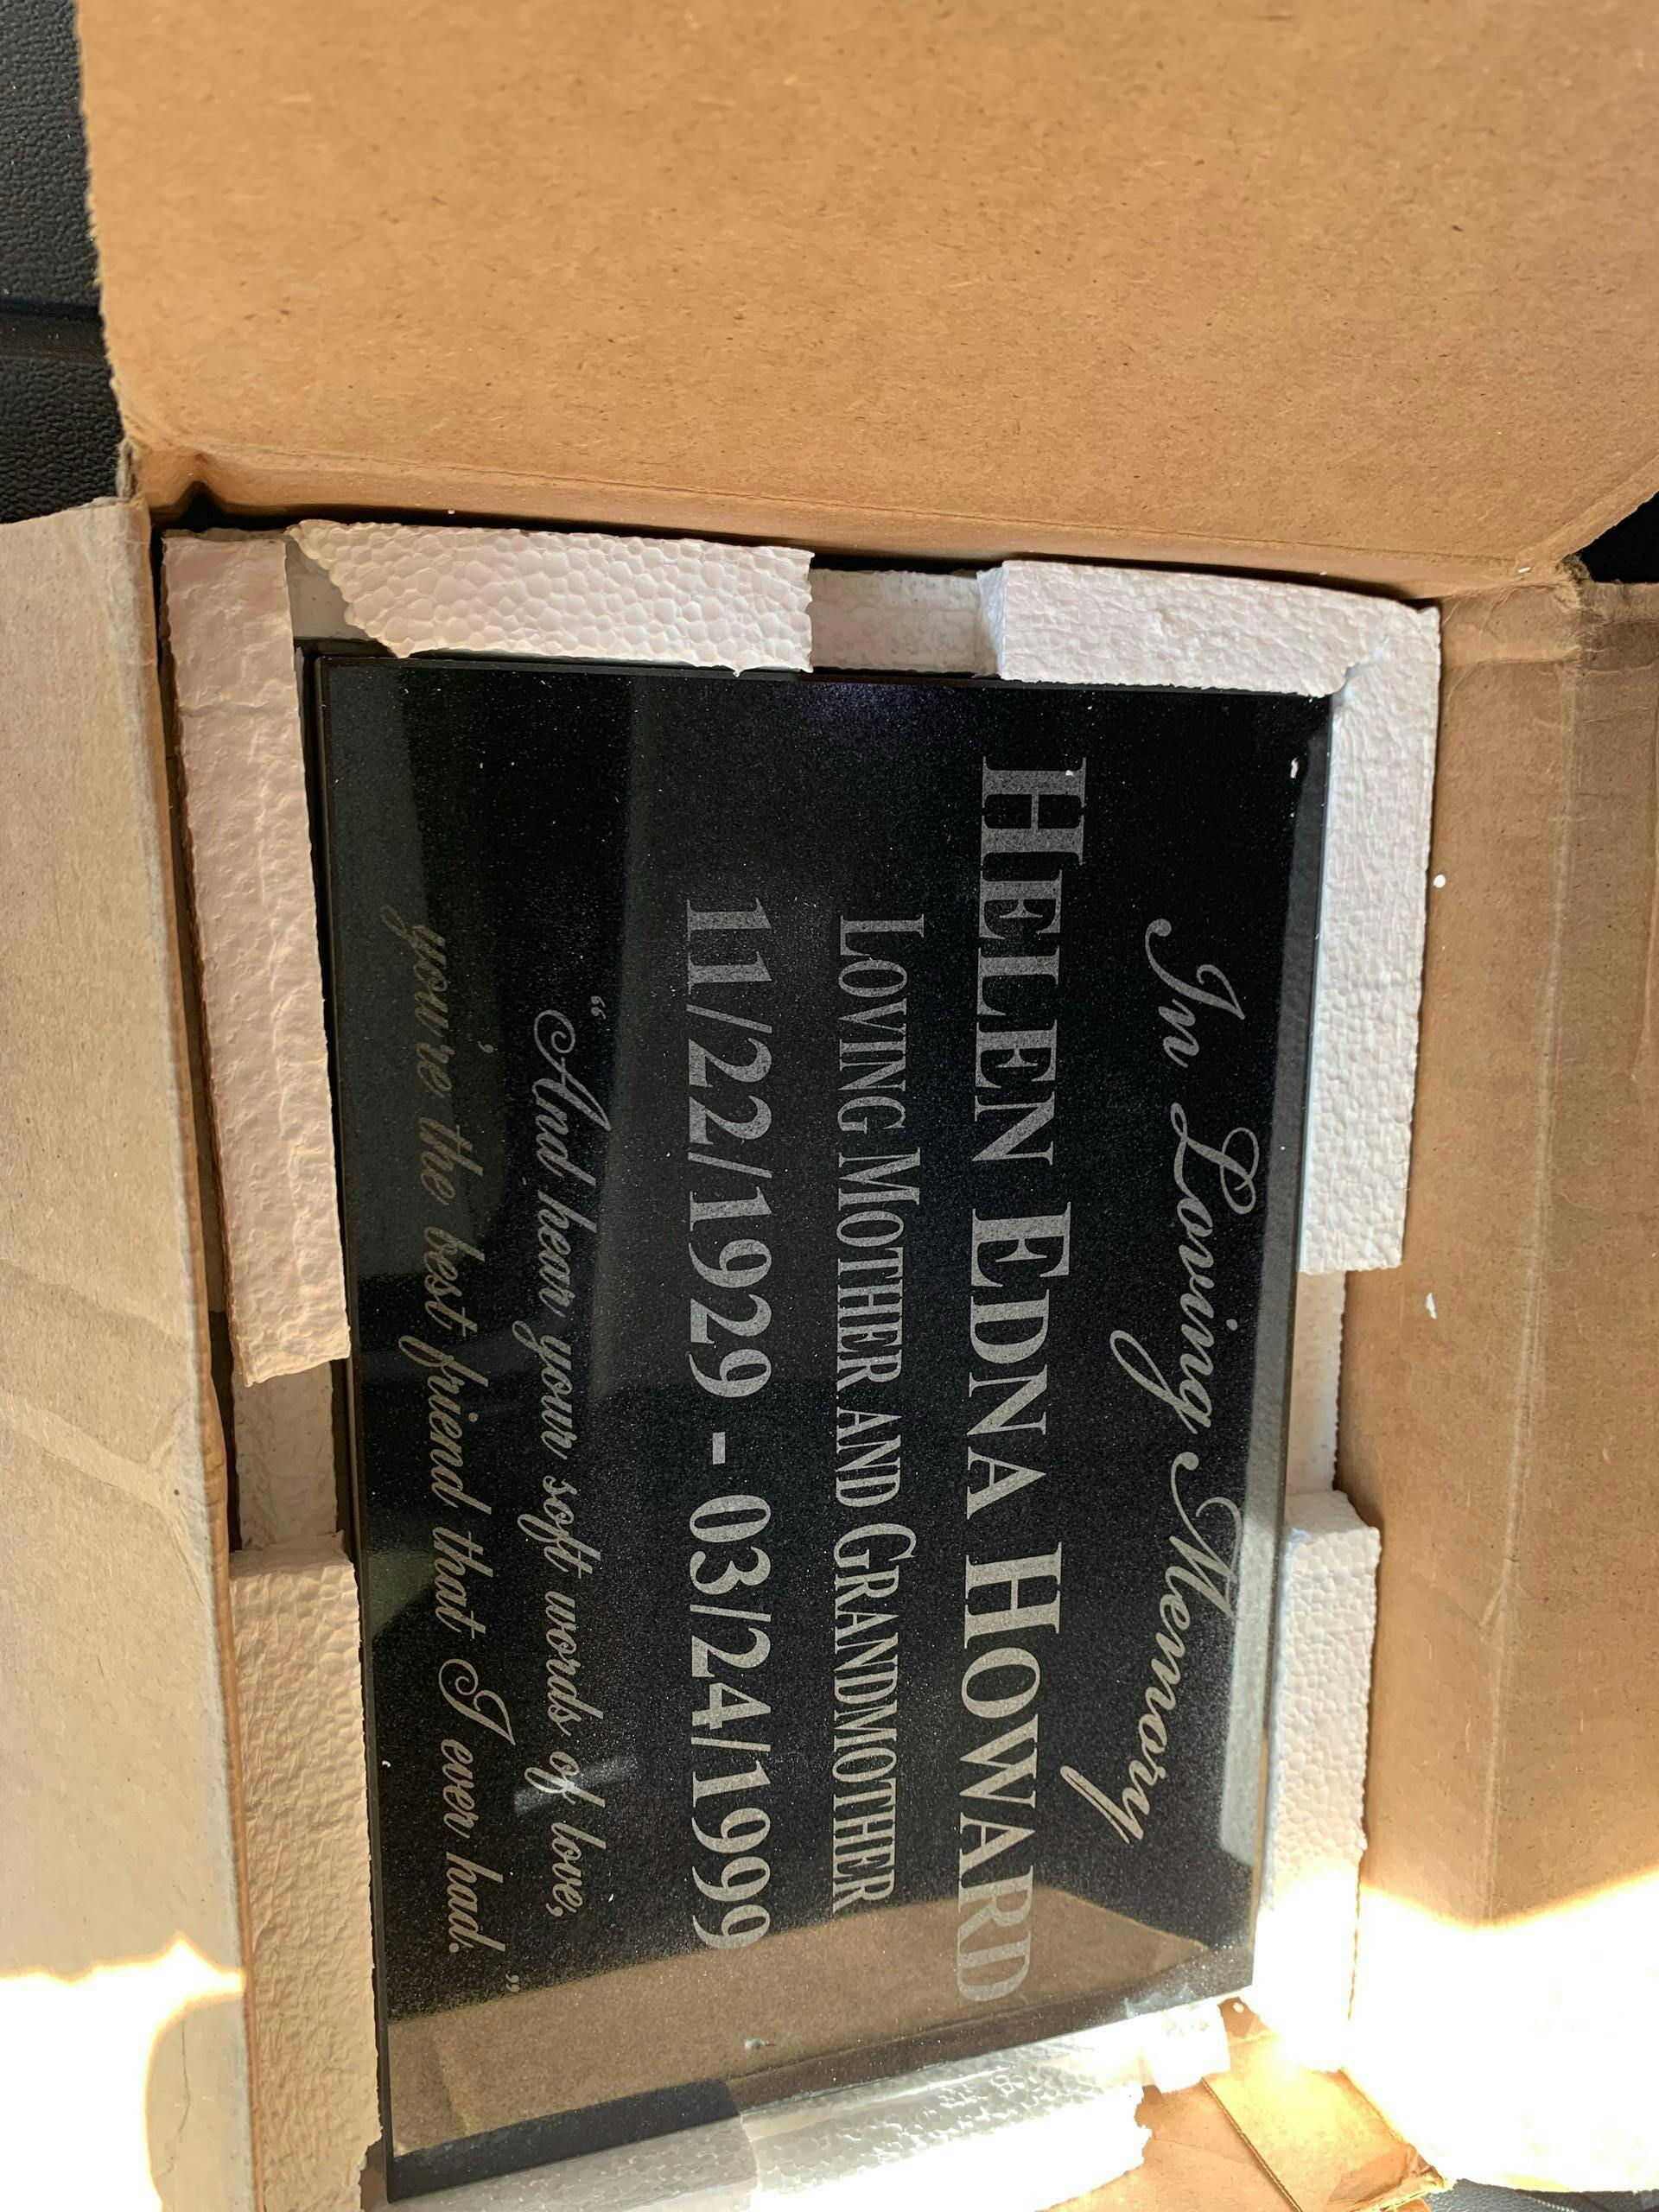 In Loving Memory
HELEN EDNA HOWARD
LOVING MOTHER AND GRANDMOTHER
11/22/1929 - 03/24/1999
“And hear your soft words of love,
you're the best friend that I ever had.”